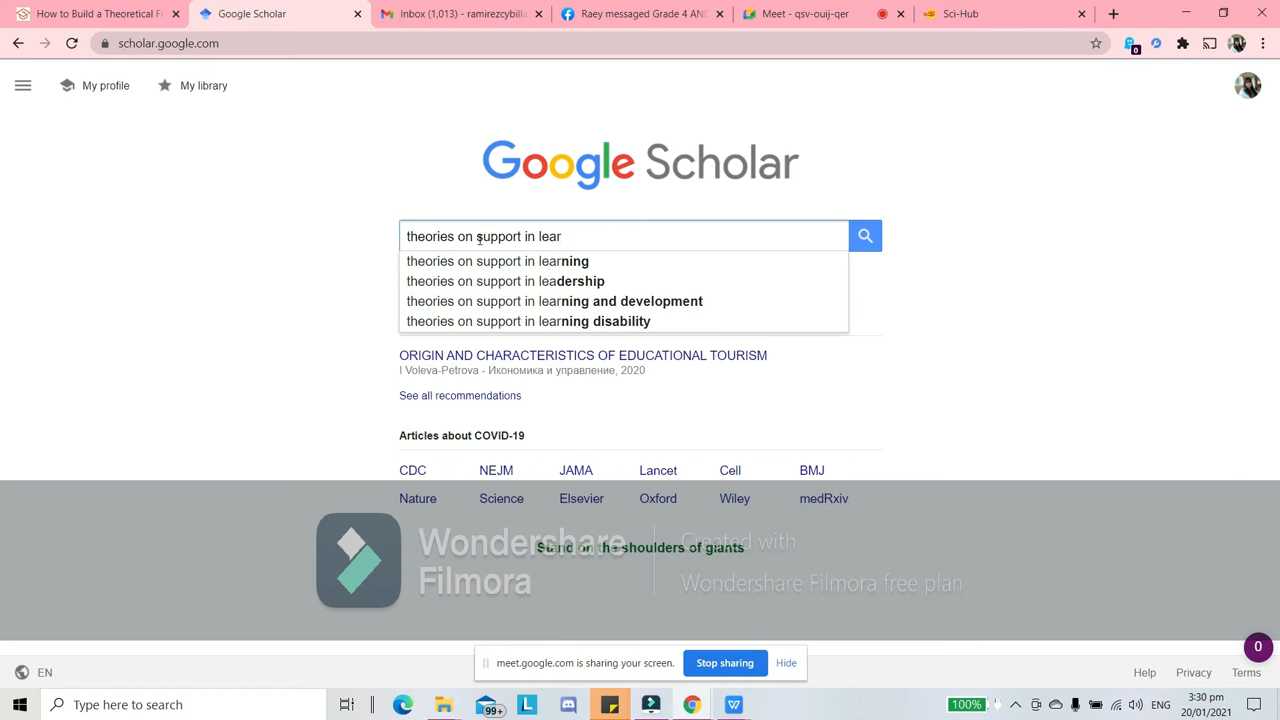 How to Build a Theoretical Fr
Google Scholar
Inbox (1,013) - ramirezcybilla
Raey messaged Grade 4 AND
Meet - qsv-ouij-qer
Sci-Hub
scholar.google.com
0
My profile
My library
Google Scholar
theories on support in lear
theories on support in learning
theories on support in leadership
theories on support in learning and development
theories on support in learning disability
ORIGIN AND CHARACTERISTICS OF EDUCATIONAL TOURISM
I Voleva-Petrova - Икономика и управление, 2020
See all recommendations
Articles about COVID-19
CDC NEJM JAMA Lancet Cell BMJ
Nature Science Elsevier Oxford Wiley medRxiv
Wondershare
Filmora
Created with
Wondershare Filmora free plan
Stand on the shoulders of giants
0
meet.google.com is sharing your screen.
Stop sharing
Hide
EN
Help Privacy Terms
Type here to search
99+
L
W
100%
ENG
3:30 pm
20/01/2021